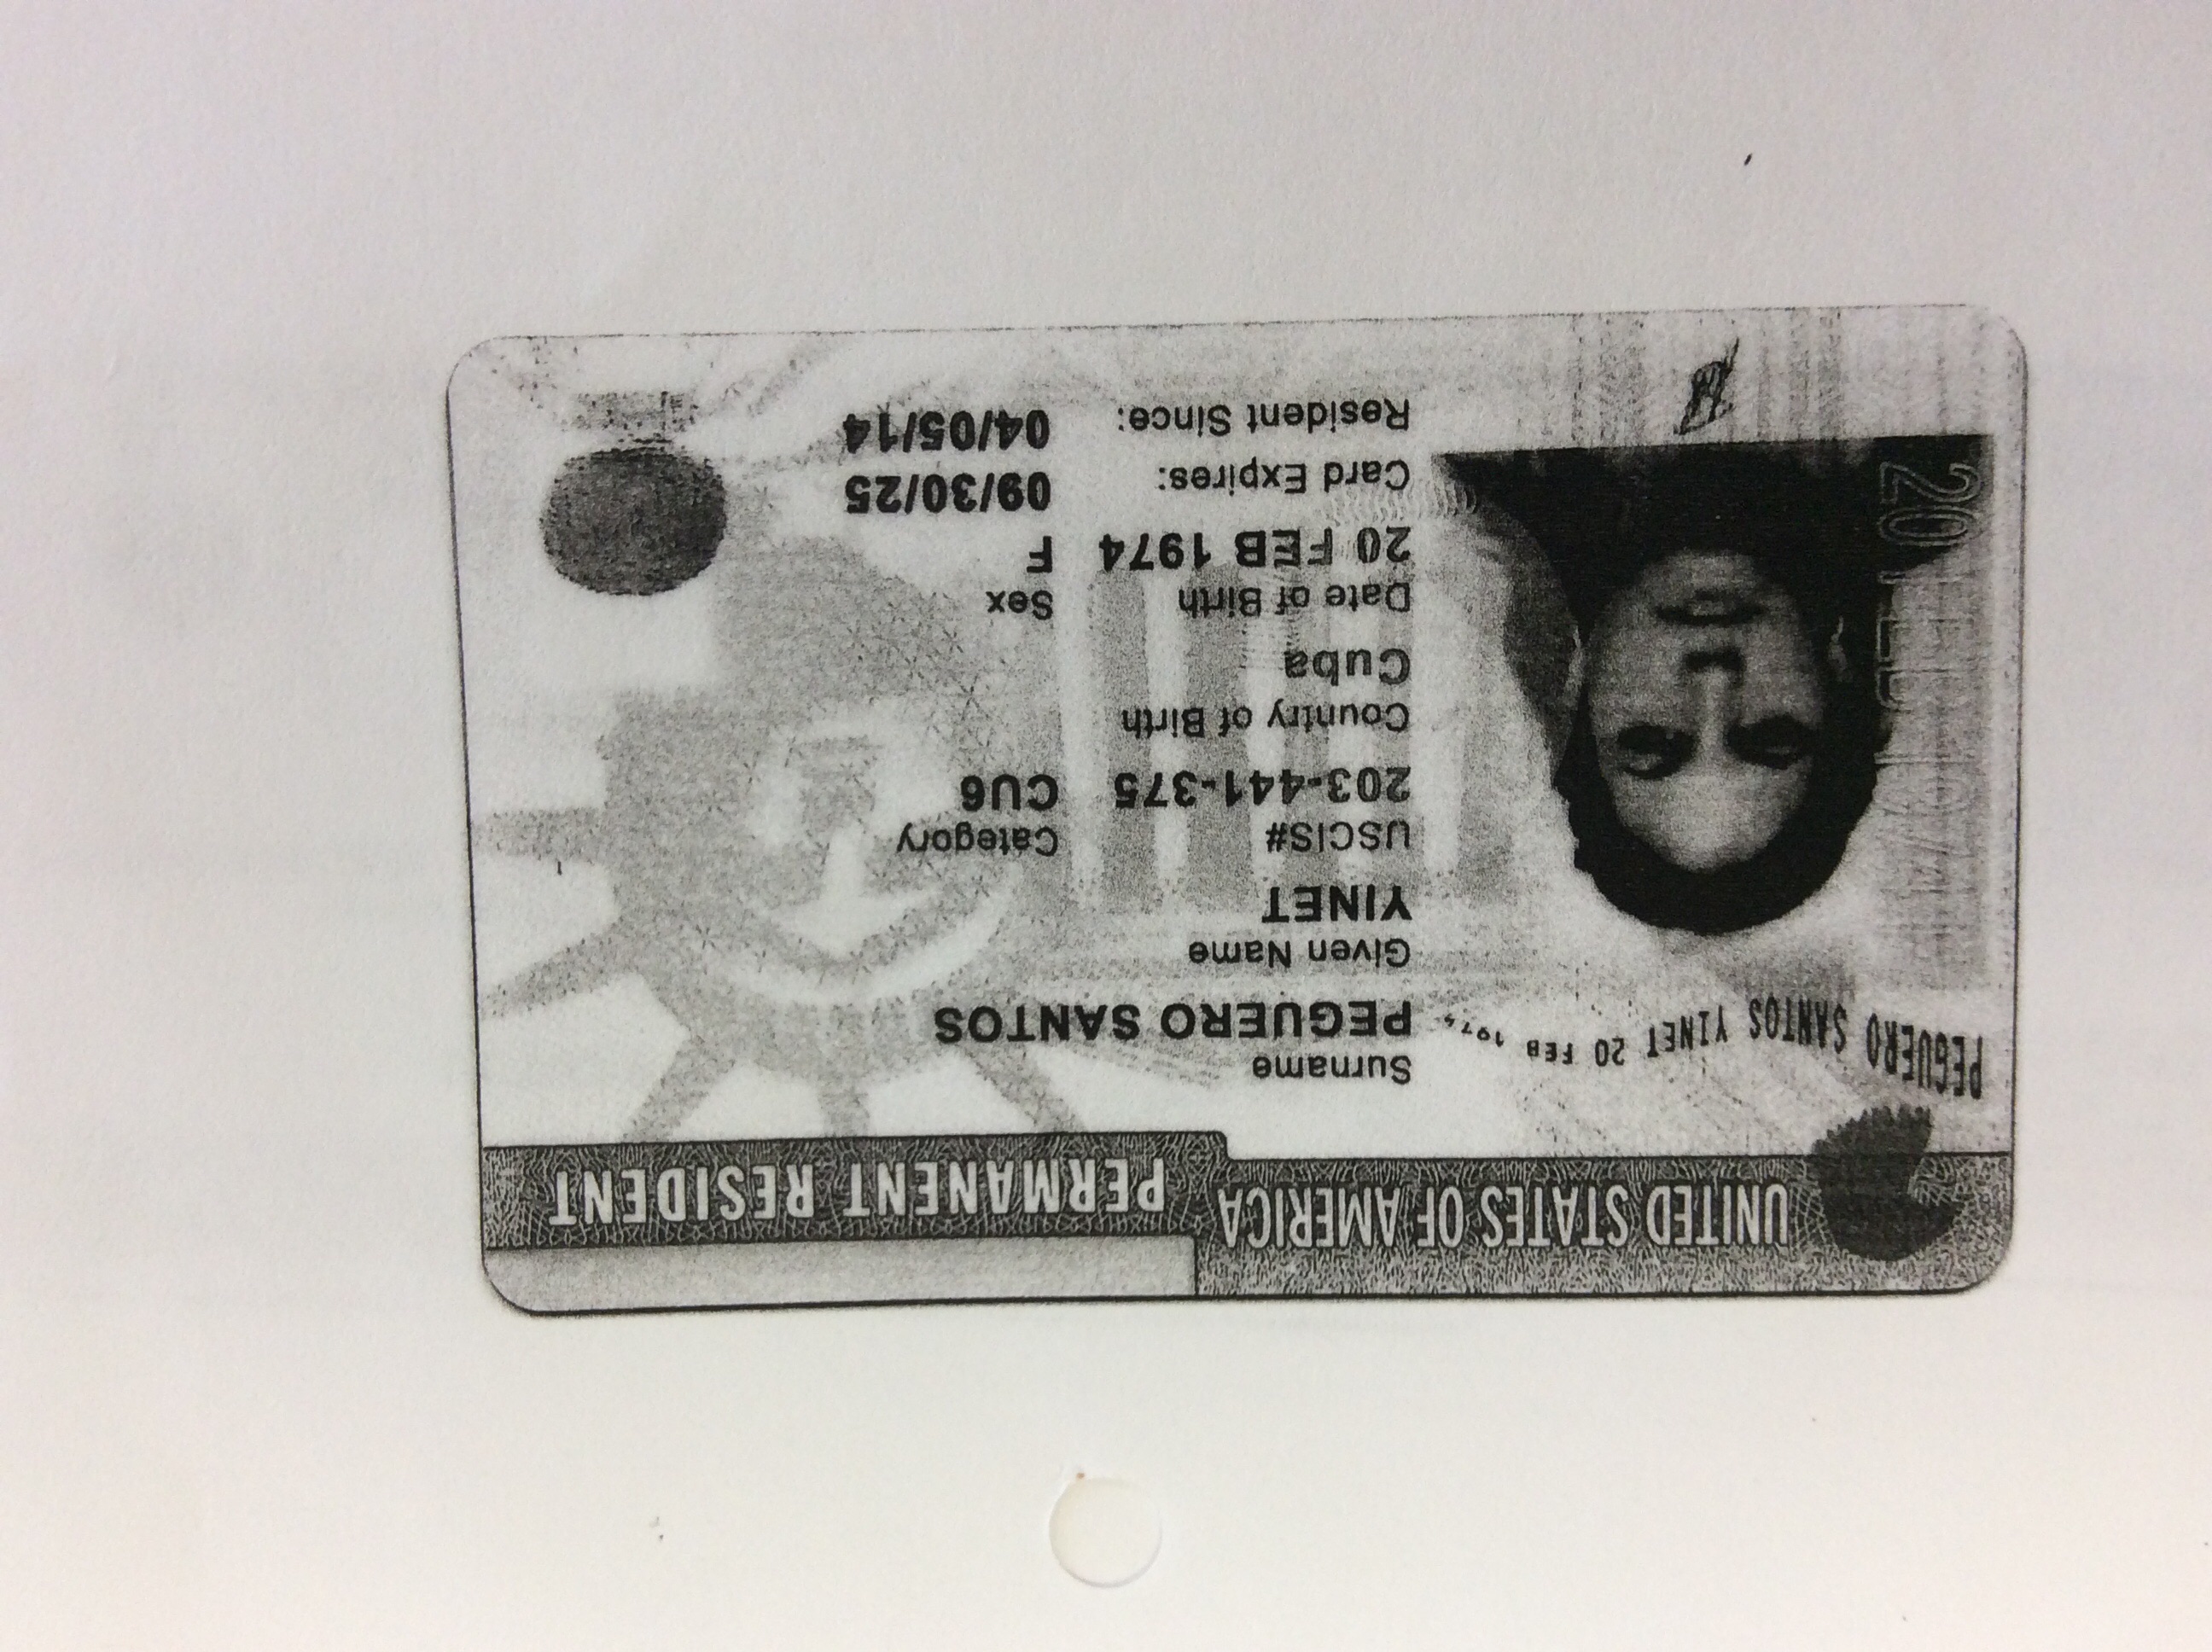 UNITED STATES OF AMERICA
PERMANENT RESIDENT
PEGUERO SANTOS YINET 20 FEB 1974
Surname
PEGUERO SANTOS
Given Name
YINET
USCIS# Category
203-441-375 CU6
Country of Birth
Cuba
Date of Birth Sex
20 FEB 1974 F
Card Expires: 09/30/25
Resident Since: 04/05/14